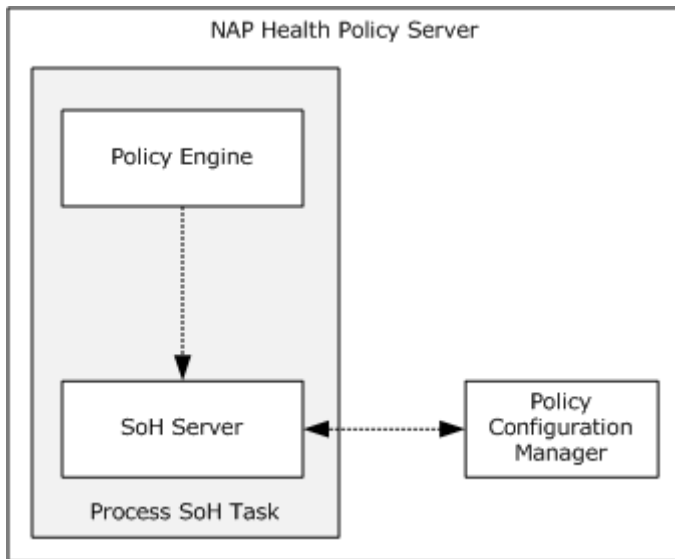 NAP Health Policy Server
Policy Engine
SoH Server
Policy
Configuration
Manager
Process SoH Task